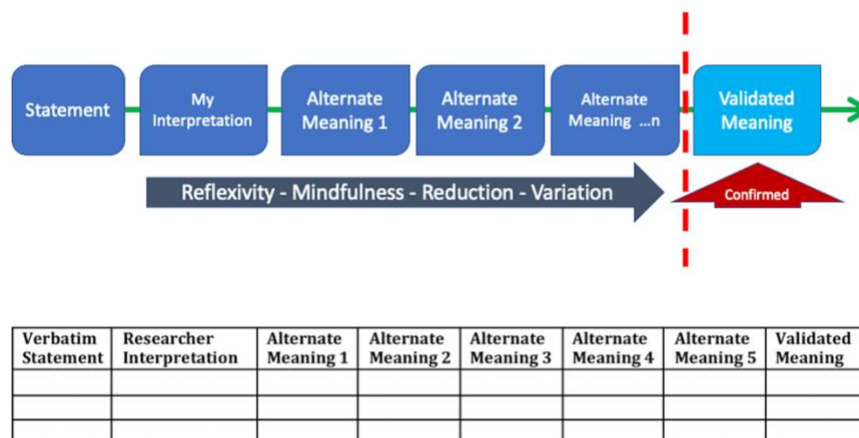 Statement
My
Interpretation
Alternate
Meaning 1
Alternate
Meaning 2
Alternate
Meaning ...n
Validated
Meaning
Reflexivity - Mindfulness - Reduction - Variation
Confirmed
Verbatim Statement
Researcher Interpretation
Alternate Meaning 1
Alternate Meaning 2
Alternate Meaning 3
Alternate Meaning 4
Alternate Meaning 5
Validated Meaning